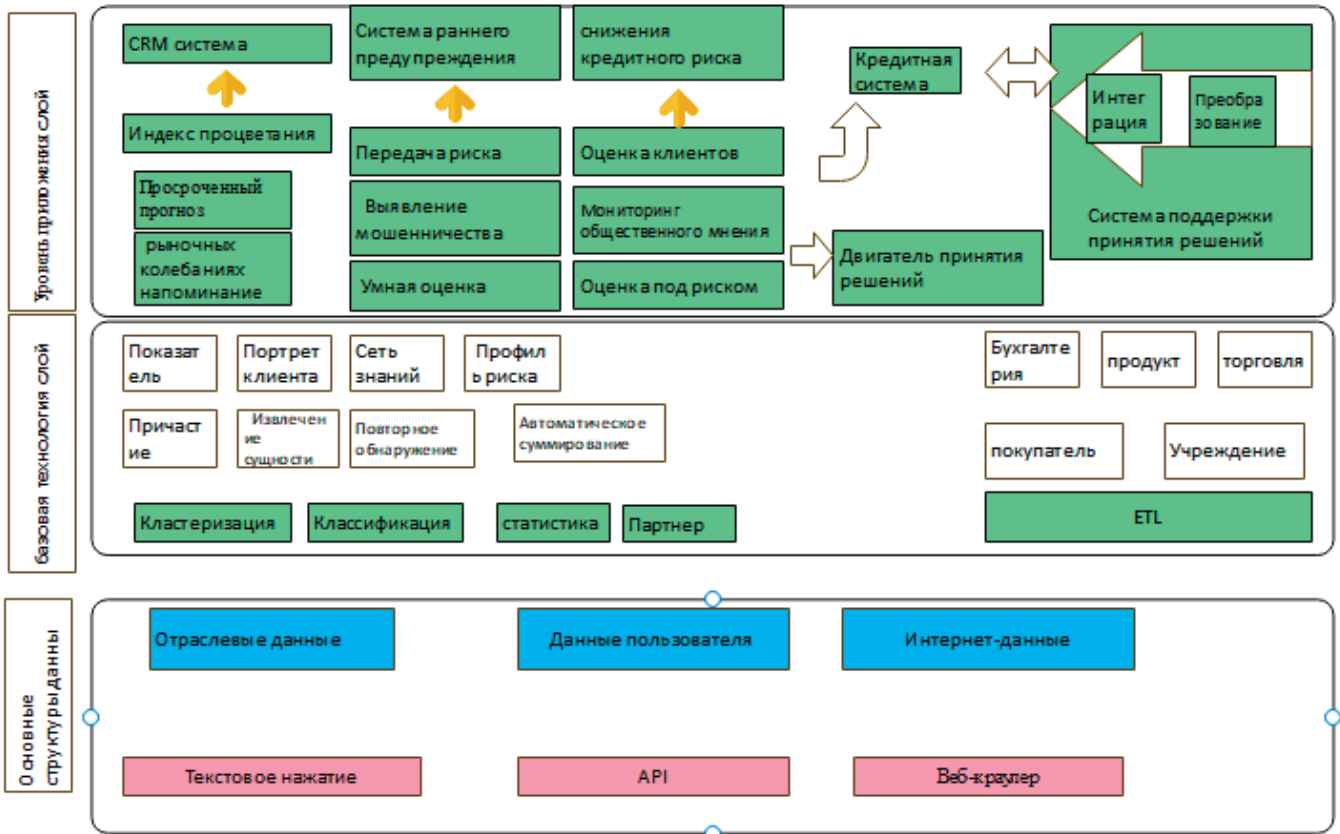 Уровень приложения слой
CRM система
Индекс процветания
Просроченный
прогноз
рыночных
колебаниях
напоминание
Система раннего
предупреждения
Передача риска
Выявление
мошенничества
Умная оценка
снижения
кредитного риска
Оценка клиентов
Мониторинг
общественного мнения
Оценка под риском
Кредитная
система
Двигатель принятия
решений
Интег
рация
Преобра
зование
Система поддержки
принятия решений
базовая технология слой
Показат
ель
Портрет
клиента
Сеть
знаний
Профил
ь риска
Бухгалте
рия
продукт
торговля
Причаст
ие
Извлечен
ие
сущности
Повторное
обнаружение
Автоматическое
суммирование
покупатель
Учреждение
Кластеризация
Классификация
статистика
Партнер
ETL
Основные
структуры данны
Отраслевые данные
Данные пользователя
Интернет-данные
Текстовое нажатие
API
Веб-краулер